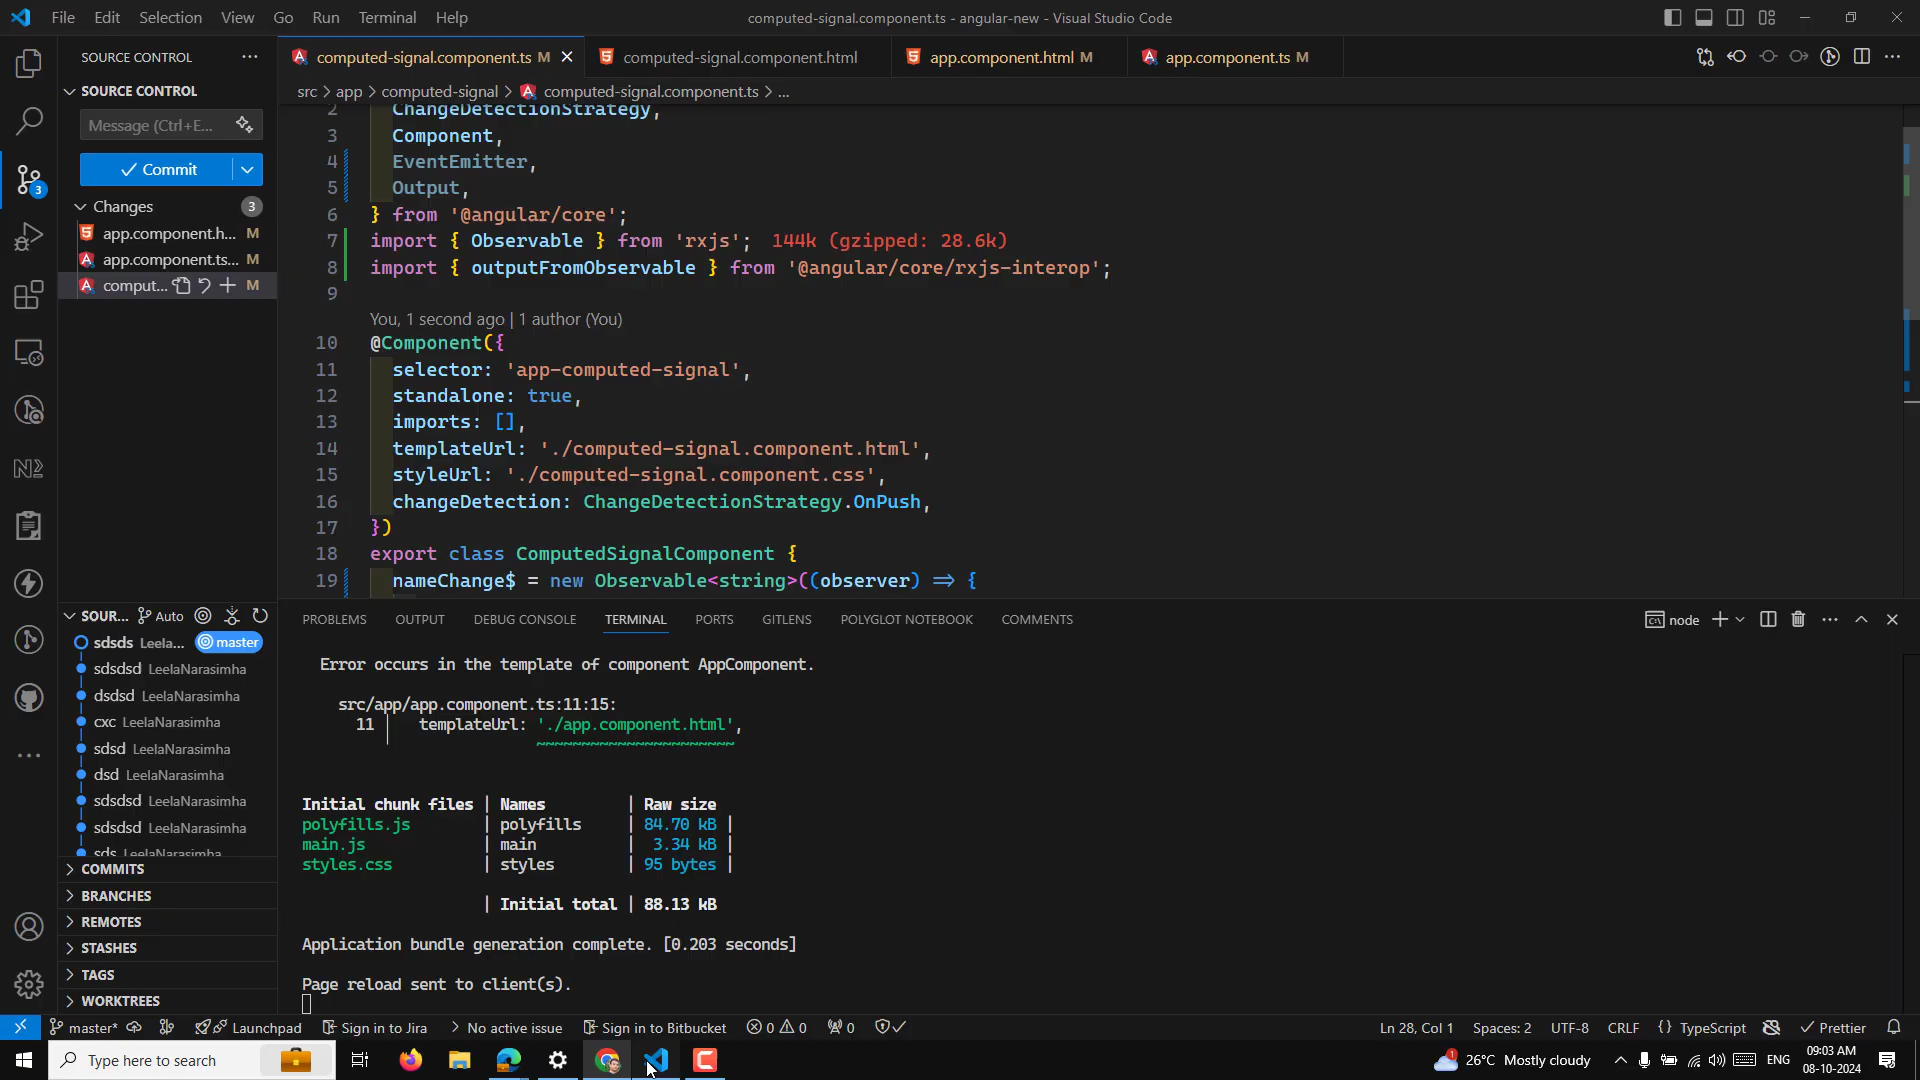 File Edit Selection View Go Run Terminal Help
computed-signal.component.ts - angular-new - Visual Studio Code
SOURCE CONTROL
computed-signal.component.ts M
computed-signal.component.html
app.component.html M
app.component.ts M
src > app > computed-signal > computed-signal.component.ts > ...
SOURCE CONTROL
Message (Ctrl+E...
Commit
3
Changes 3
app.component.h... M
app.component.ts... M
comput... M
2 ChangeDetectionStrategy,
3 Component,
4 EventEmitter,
5 Output,
6 } from '@angular/core';
7 import { Observable } from 'rxjs'; 144k (gzipped: 28.6k)
8 import { outputFromObservable } from '@angular/core/rxjs-interop';
9
You, 1 second ago | 1 author (You)
10 @Component({
11 selector: 'app-computed-signal',
12 standalone: true,
13 imports: [],
14 templateUrl: './computed-signal.component.html',
15 styleUrl: './computed-signal.component.css',
16 changeDetection: ChangeDetectionStrategy.OnPush,
17 })
18 export class ComputedSignalComponent {
19 nameChange$ = new Observable<string>((observer) => {
SOUR... Auto
sdsds Leela... master
sdsdsd LeelaNarasimha
dsdsd LeelaNarasimha
cxc LeelaNarasimha
sdsd LeelaNarasimha
dsd LeelaNarasimha
sdsdsd LeelaNarasimha
sdsdsd LeelaNarasimha
sds LeelaNarasimha
COMMITS
BRANCHES
REMOTES
STASHES
TAGS
WORKTREES
PROBLEMS OUTPUT DEBUG CONSOLE TERMINAL PORTS GITLENS POLYGLOT NOTEBOOK COMMENTS
node
Error occurs in the template of component AppComponent.
src/app/app.component.ts:11:15:
11 │ templateUrl: './app.component.html',
~~~~~~~~~~~~~~~~~~~~~~
Initial chunk files | Names | Raw size
polyfills.js | polyfills | 84.70 kB |
main.js | main | 3.34 kB |
styles.css | styles | 95 bytes |
| Initial total | 88.13 kB
Application bundle generation complete. [0.203 seconds]
Page reload sent to client(s).
master* Launchpad Sign in to Jira No active issue Sign in to Bitbucket 0 0 0
Ln 28, Col 1 Spaces: 2 UTF-8 CRLF {} TypeScript Prettier
Type here to search
1 26°C Mostly cloudy ENG
09:03 AM
08-10-2024